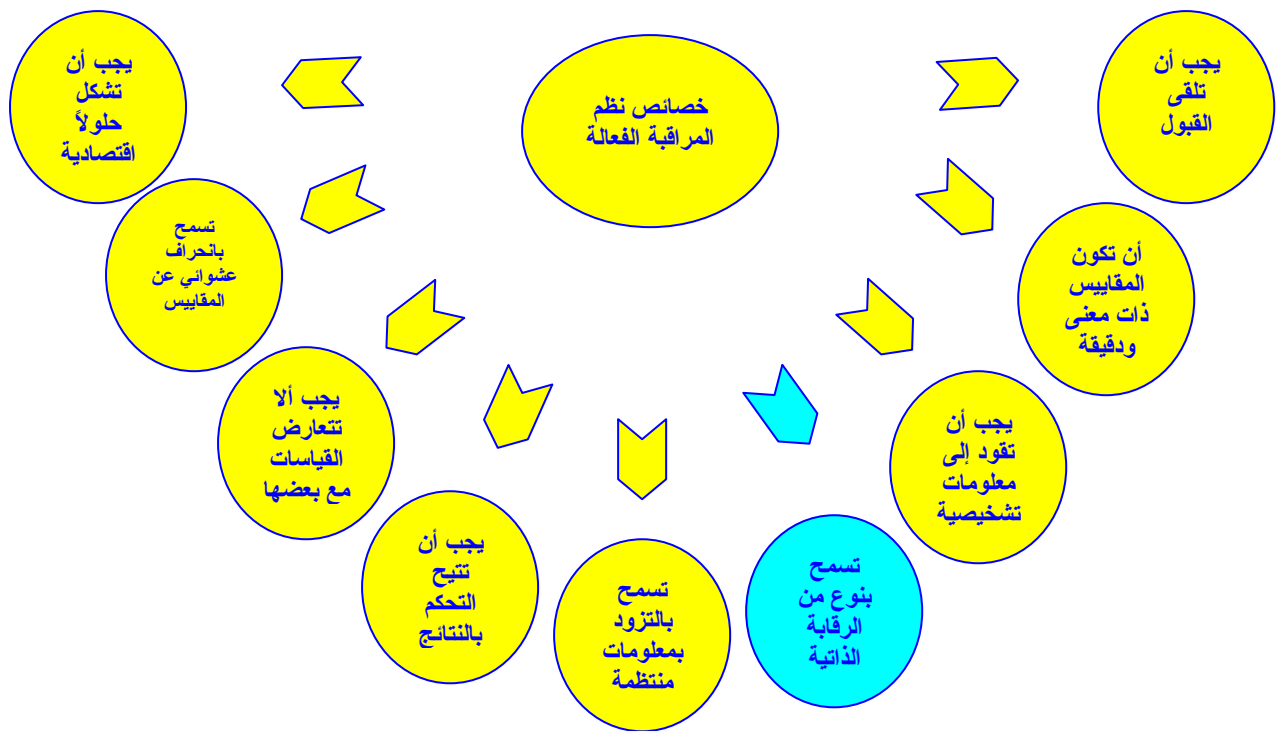 خصائص نظم
المراقبة الفعالة
يجب أن
تلقى
القبول
أن تكون
المقاييس
ذات معنى
ودقيقة
يجب أن
تقود إلى
معلومات
تشخيصية
تسمح
بنوع من
الرقابة
الذاتية
تسمح
بالتزود
بمعلومات
منتظمة
يجب أن
تتيح
التحكم
بالنتائج
يجب ألا
تتعارض
القياسات
مع بعضها
تسمح
بانحراف
عشوائي عن
المقاييس
يجب أن
تشكل
حلولاً
اقتصادية